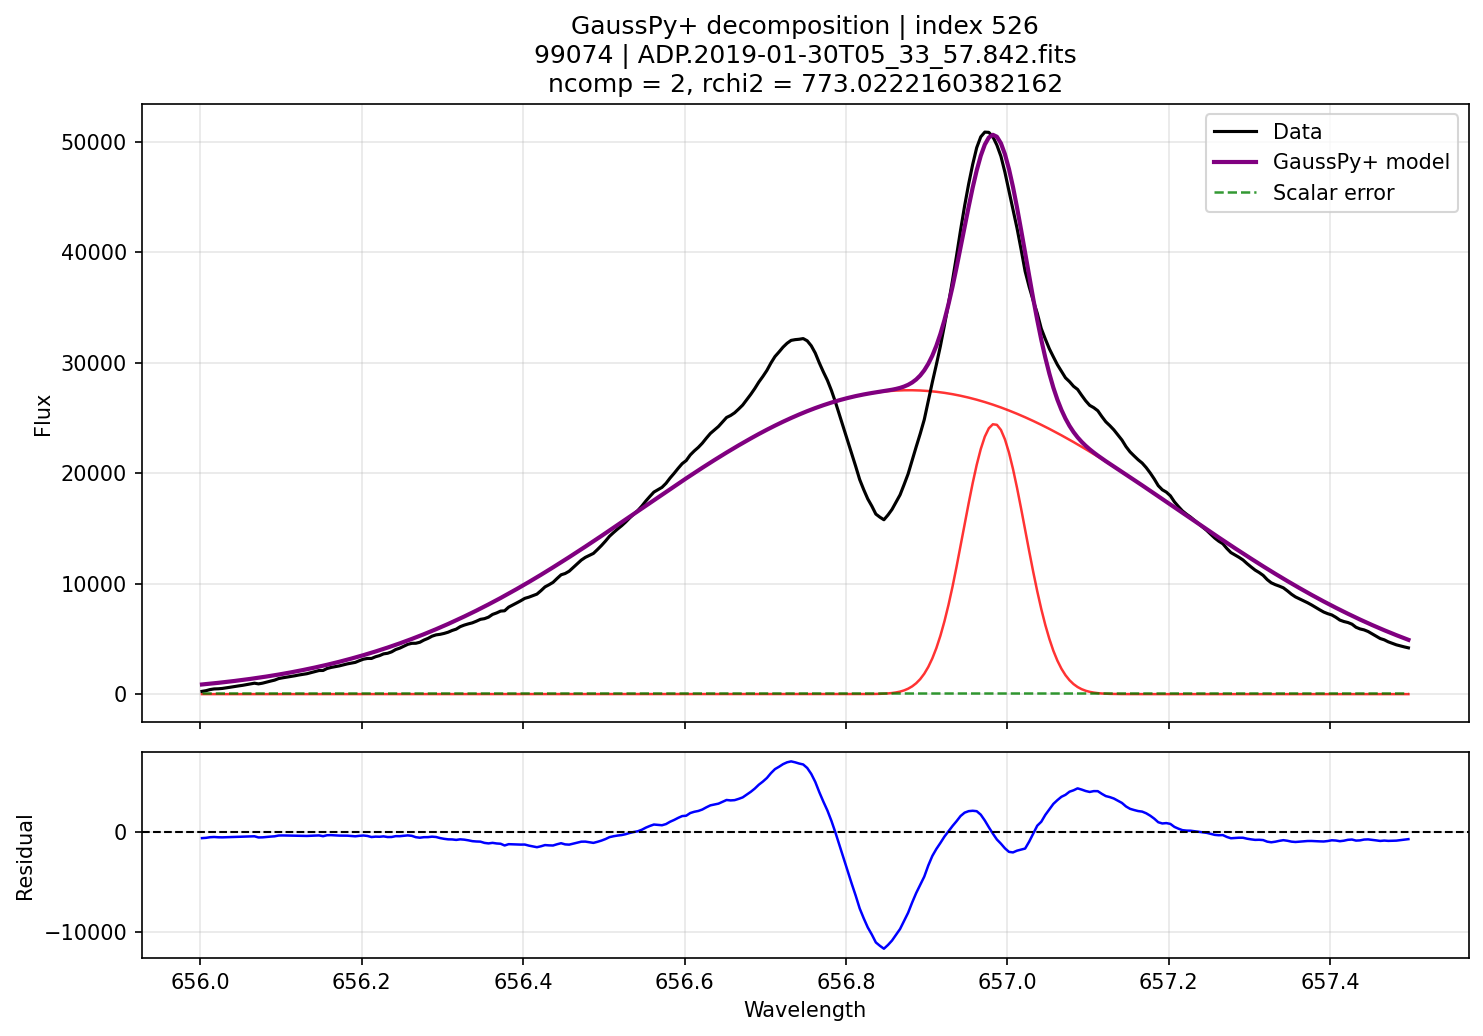 GaussPy+ decomposition | index 526
99074 | ADP.2019-01-30T05_33_57.842.fits
ncomp = 2, rchi2 = 773.0222160382162
Data
GaussPy+ model
Scalar error
50000
40000
30000
20000
10000
0
Flux
0
−10000
Residual
656.0 656.2 656.4 656.6 656.8 657.0 657.2 657.4
Wavelength